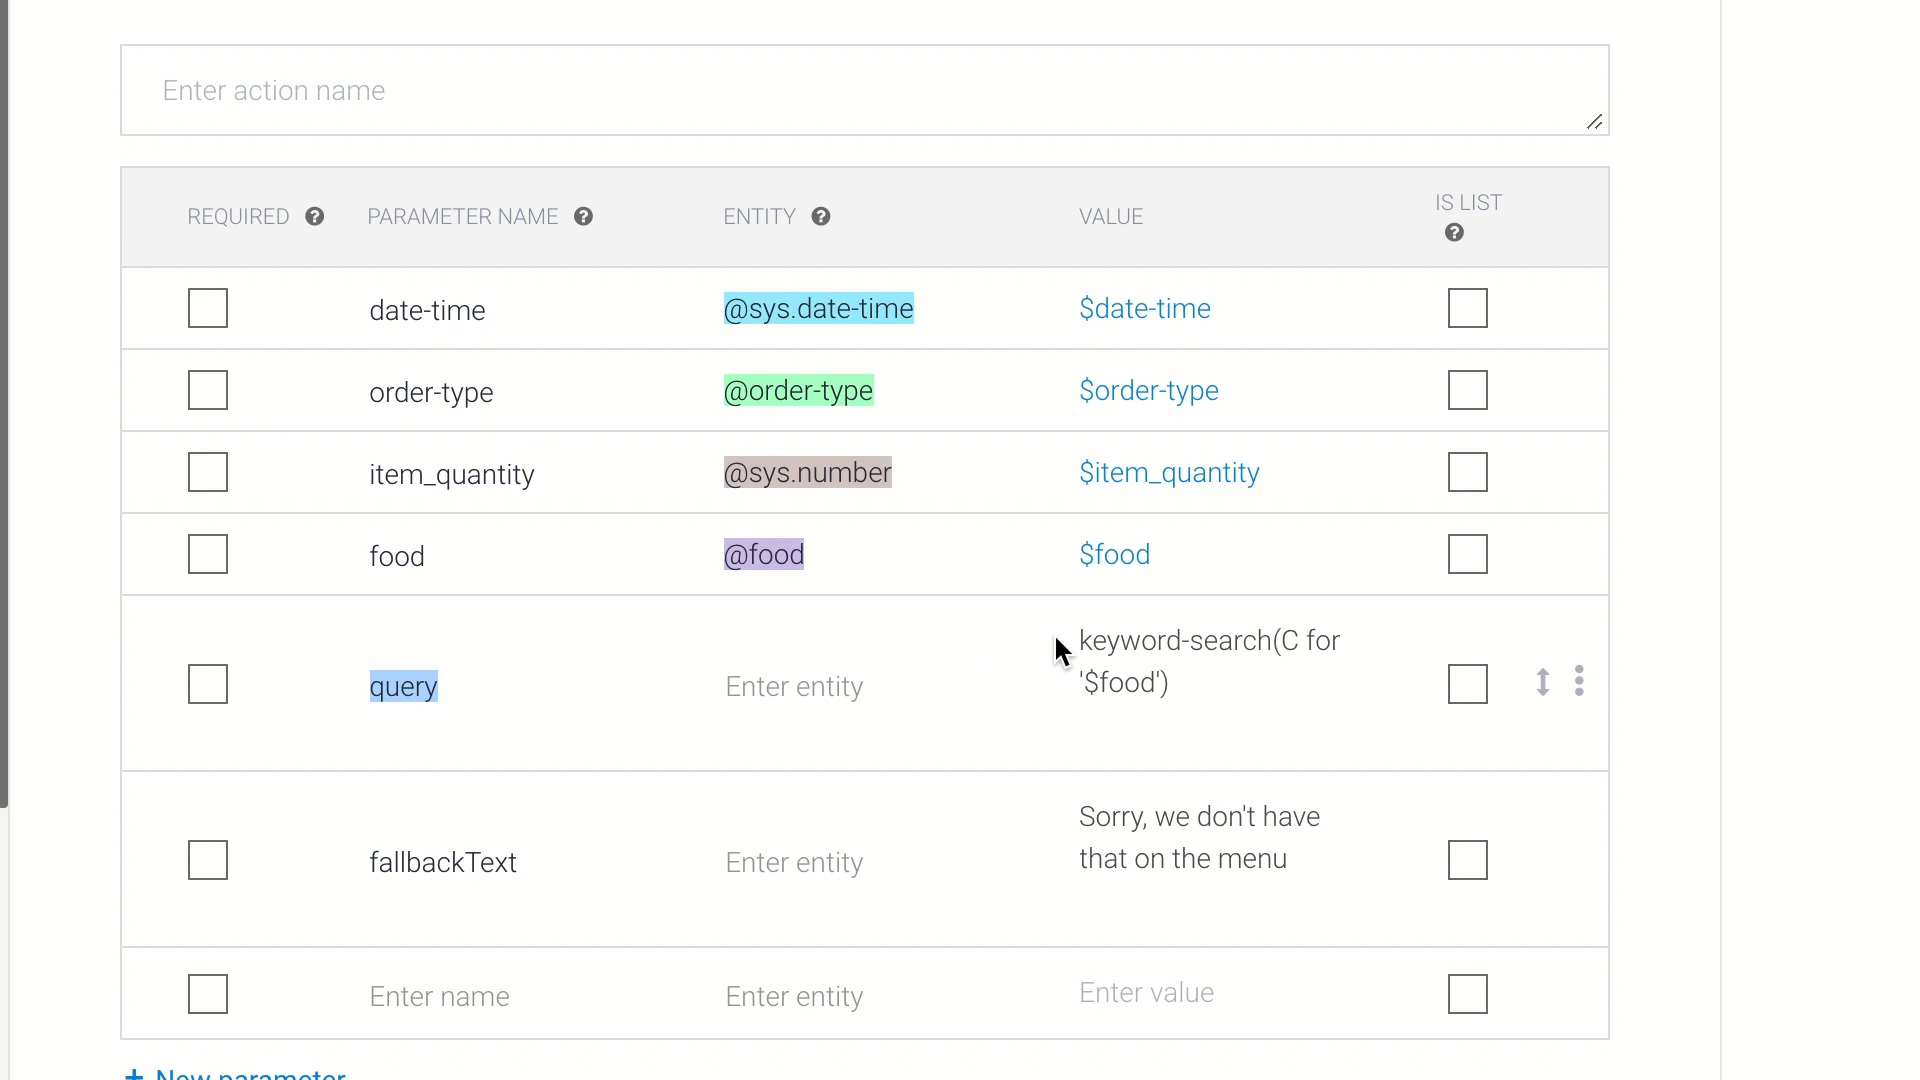 Enter action name
REQUIRED ? PARAMETER NAME ? ENTITY ? VALUE IS LIST ?
date-time @sys.date-time $date-time
order-type @order-type $order-type
item_quantity @sys.number $item_quantity
food @food $food
query Enter entity keyword-search(C for
'$food')
fallbackText Enter entity Sorry, we don't have
that on the menu
Enter name Enter entity Enter value
+ New parameter